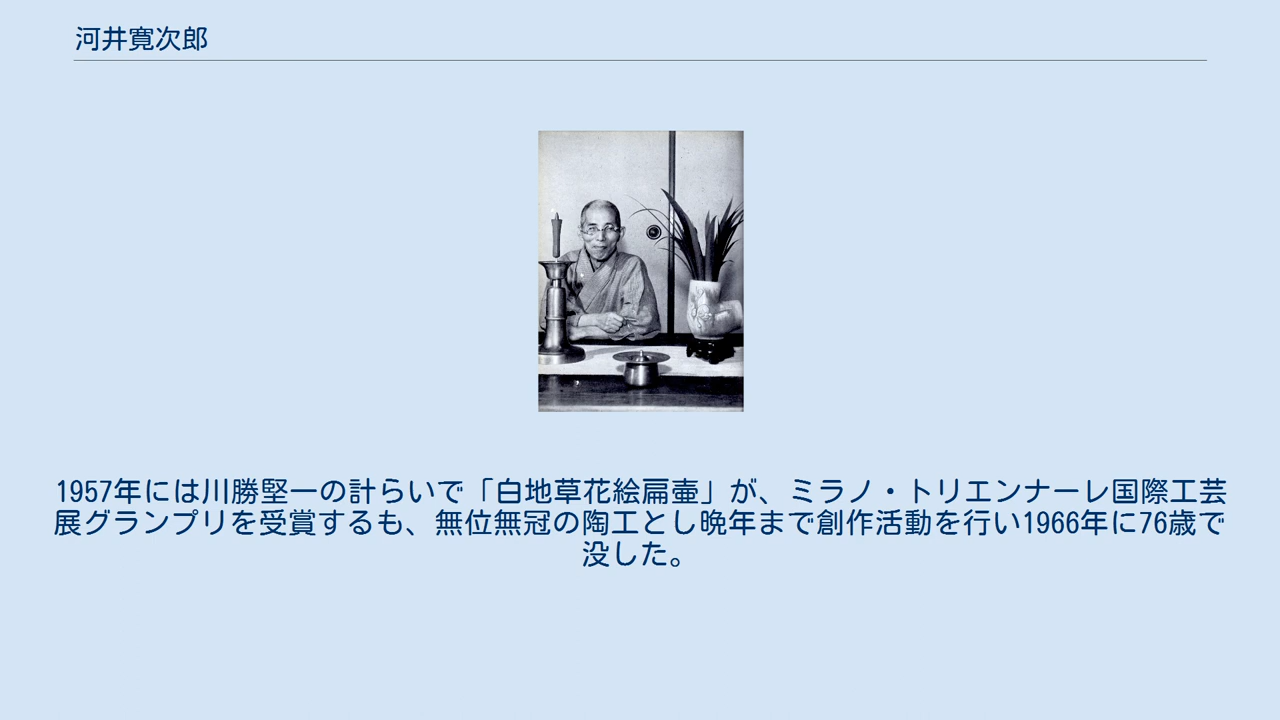 河井寛次郎
1957年には川勝堅一の計らいで「白地草花絵扁壷」が、ミラノ・トリエンナーレ国際工芸
展グランプリを受賞するも、無位無冠の陶工とし晩年まで創作活動を行い1966年に76歳で
没した。